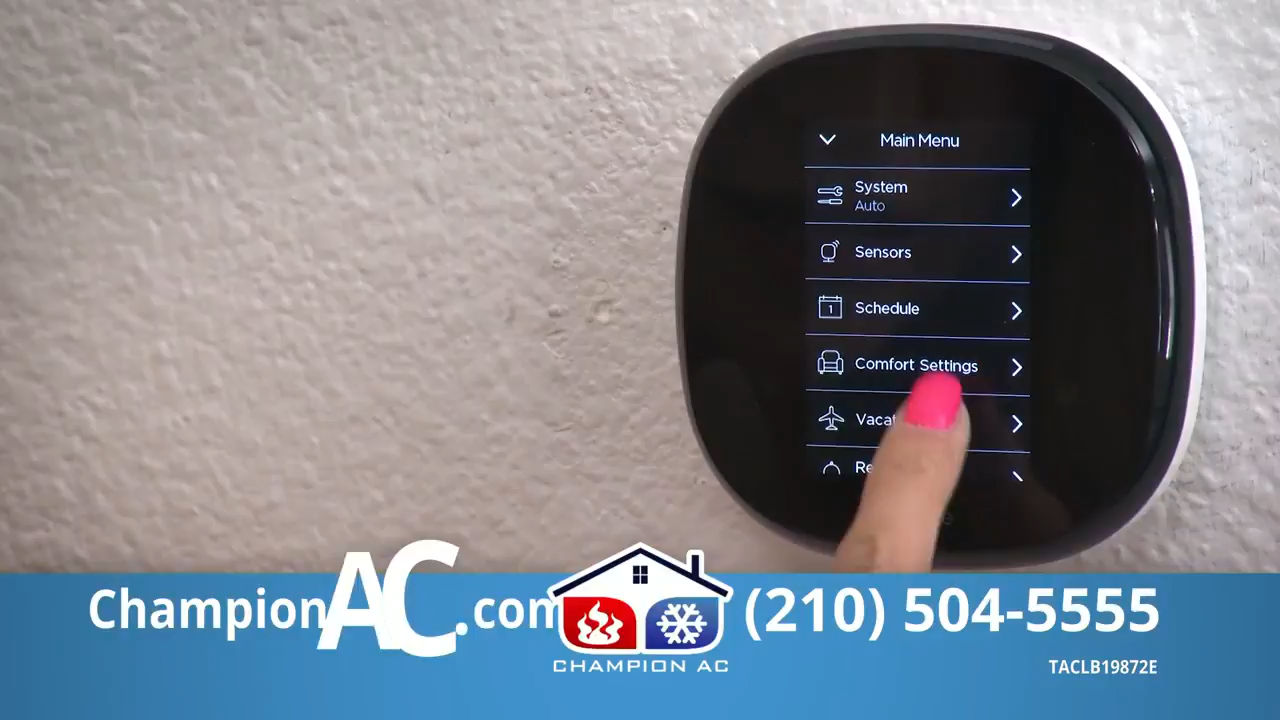 Main Menu
System
Auto
Sensors
1
Schedule
Comfort Settings
ChampionAC.com
(210) 504-5555
CHAMPION AC
TACLB19872E